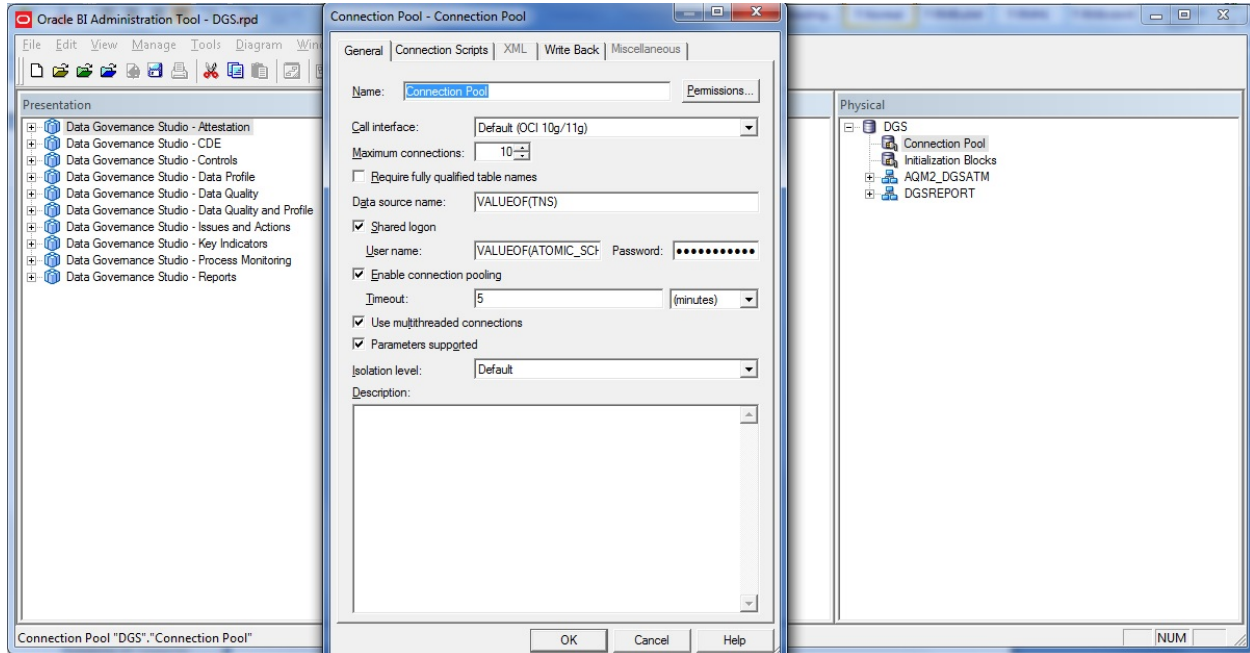 Oracle BI Administration Tool - DGS.rpd
File Edit View Manage Tools Diagram
Presentation
Data Governance Studio - Attestation
Data Governance Studio - CDE
Data Governance Studio - Controls
Data Governance Studio - Data Profile
Data Governance Studio - Data Quality
Data Governance Studio - Data Quality and Profile
Data Governance Studio - Issues and Actions
Data Governance Studio - Key Indicators
Data Governance Studio - Process Monitoring
Data Governance Studio - Reports
Connection Pool "DGS"."Connection Pool"
Connection Pool - Connection Pool
General Connection Scripts XML Write Back Miscellaneous
Name: Connection Pool Permissions...
Call interface: Default (OCI 10g/11g)
Maximum connections: 10
Require fully qualified table names
Data source name: VALUEOF(TNS)
Shared logon
User name: VALUEOF(ATOMIC_SCH Password: ●●●●●●●●●●●
Enable connection pooling
Timeout: 5 (minutes)
Use multithreaded connections
Parameters supported
Isolation level: Default
Description:
OK Cancel Help
Physical
DGS
Connection Pool
Initialization Blocks
AQM2_DGSATM
DGSREPORT
NUM